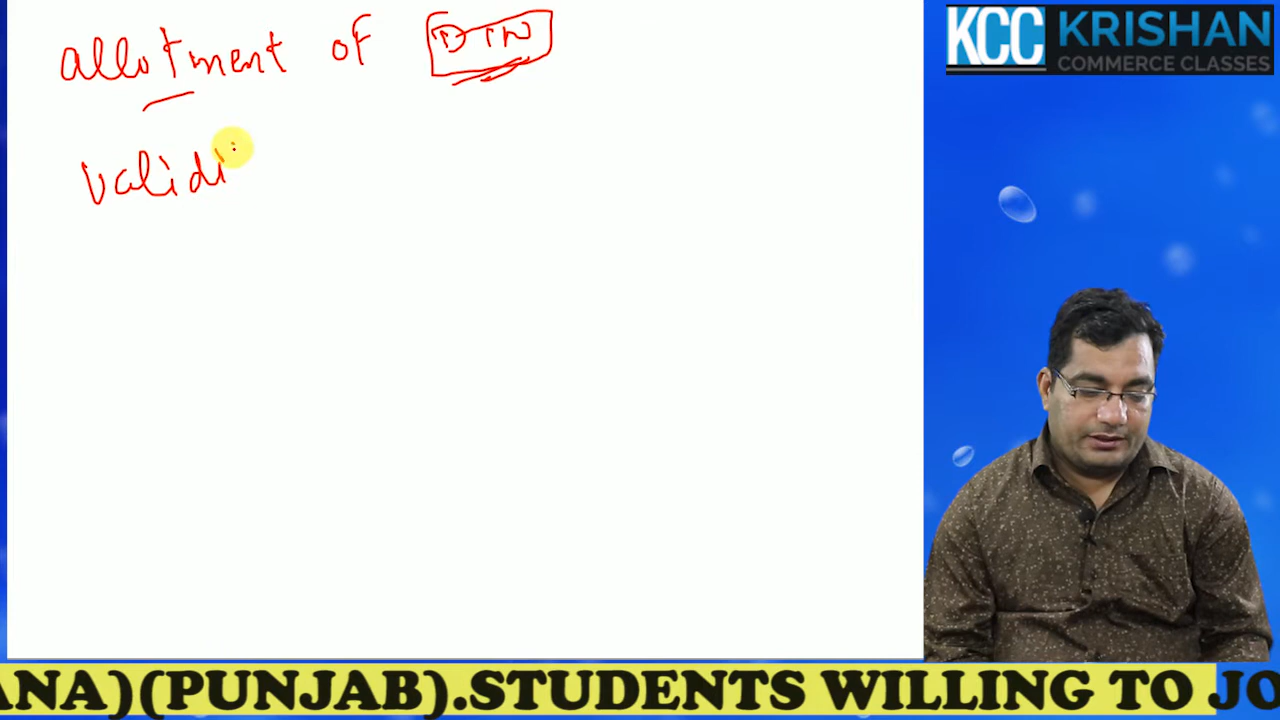 allotment of DIN
validi
KCC KRISHAN
COMMERCE CLASSES
ANA)(PUNJAB).STUDENTS WILLING TO JO